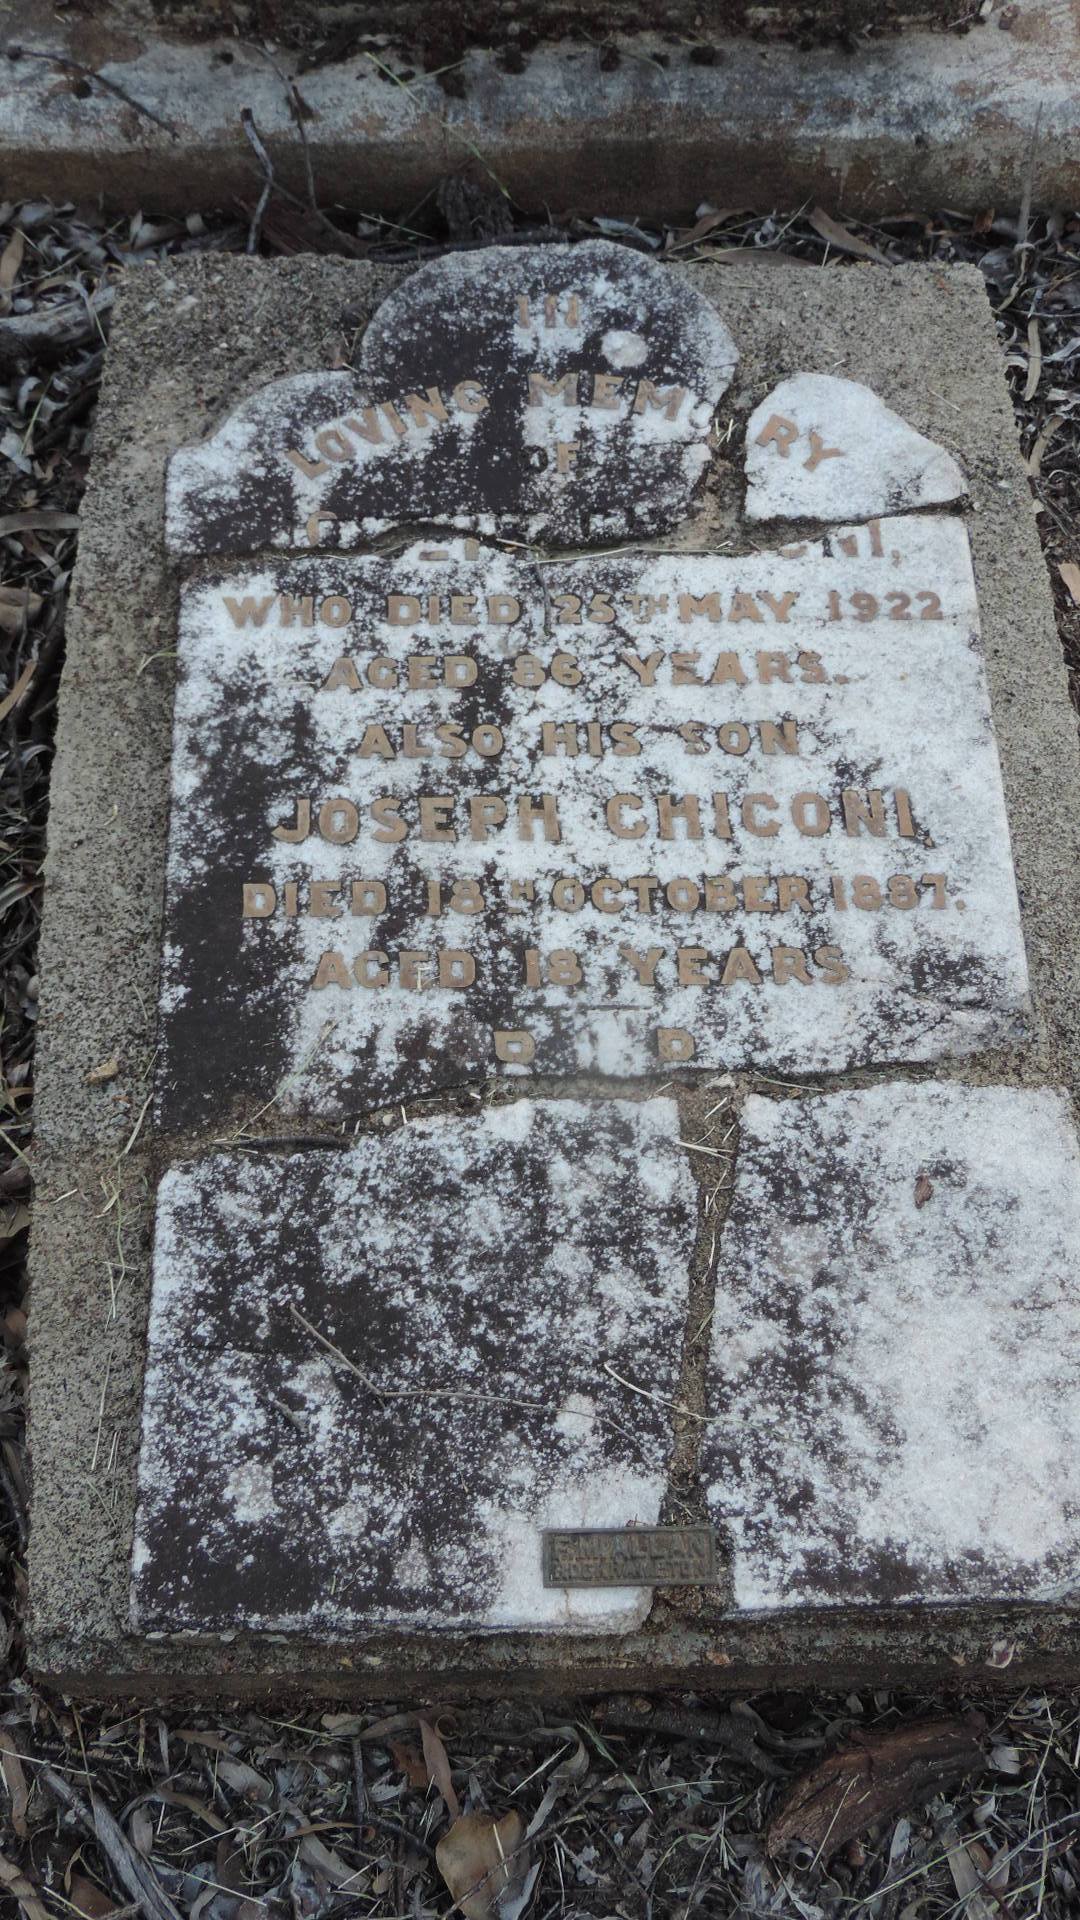 IN
LOVING MEMORY
OF
WHO DIED 25TH MAY 1922
AGED 86 YEARS.
ALSO HIS SON
JOSEPH CHICONI,
DIED 18TH OCTOBER 1887.
AGED 18 YEARS